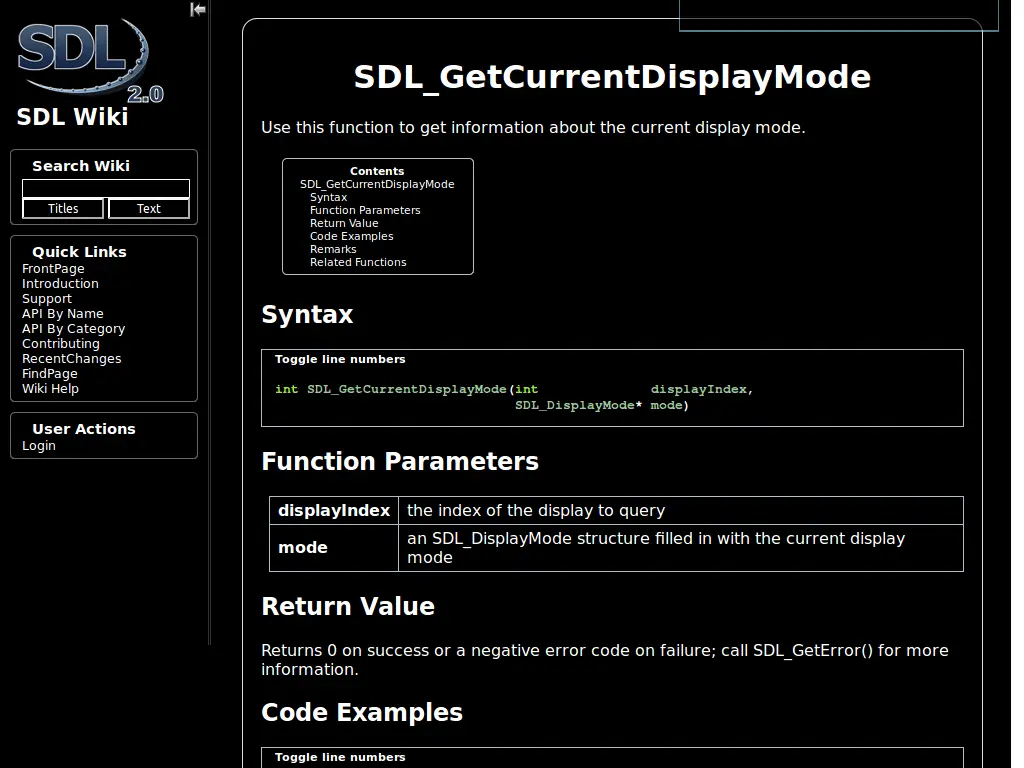 SDL
2.0
SDL Wiki
Search Wiki
Titles Text
Quick Links
FrontPage
Introduction
Support
API By Name
API By Category
Contributing
RecentChanges
FindPage
Wiki Help
User Actions
Login
SDL_GetCurrentDisplayMode
Use this function to get information about the current display mode.
Contents
SDL_GetCurrentDisplayMode
Syntax
Function Parameters
Return Value
Code Examples
Remarks
Related Functions
Syntax
Toggle line numbers
int SDL_GetCurrentDisplayMode(int displayIndex,
SDL_DisplayMode* mode)
Function Parameters
displayIndex the index of the display to query
mode an SDL_DisplayMode structure filled in with the current display
mode
Return Value
Returns 0 on success or a negative error code on failure; call SDL_GetError() for more
information.
Code Examples
Toggle line numbers